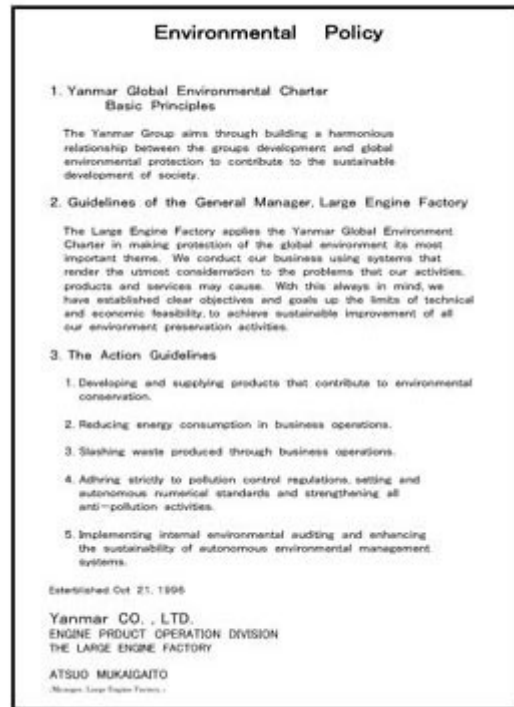 Environmental Policy
1. Yanmar Global Environmental Charter
Basic Principles
The Yanmar Group aims through building a harmonious
relationship between the groups development and global
environmental protection to contribute to the sustainable
development of society.
2. Guidelines of the General Manager, Large Engine Factory
The Large Engine Factory applies the Yanmar Global Environment
Charter in making protection of the global environment its most
important theme. We conduct our business using systems that
render the utmost consideration to the problems that our activities,
products and services may cause. With this always in mind, we
have established clear objectives and goals up the limits of technical
and economic feasibility, to achieve sustainable improvement of all
our environment preservation activities.
3. The Action Guidelines
1. Developing and supplying products that contribute to environmental
conservation.
2. Reducing energy consumption in business operations.
3. Slashing waste produced through business operations.
4. Adhring strictly to pollution control regulations, setting and
autonomous numerical standards and strengthening all
anti-pollution activities.
5. Implementing internal environmental auditing and enhancing
the sustainability of autonomous environmental management
systems.
Esterblished Oct 21, 1996
Yanmar CO., LTD.
ENGINE PRDUCT OPERATION DIVISION
THE LARGE ENGINE FACTORY
ATSUO MUKAIGAITO
(Manager, Large Engine Factory.)